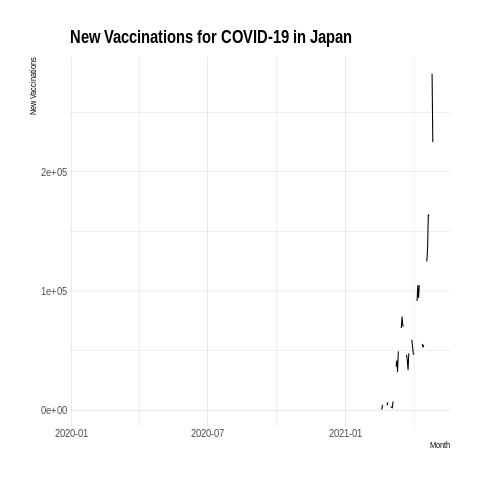 New Vaccinations for COVID-19 in Japan
New Vaccinations
2e+05
1e+05
0e+00
2020-01
2020-07
2021-01
Month